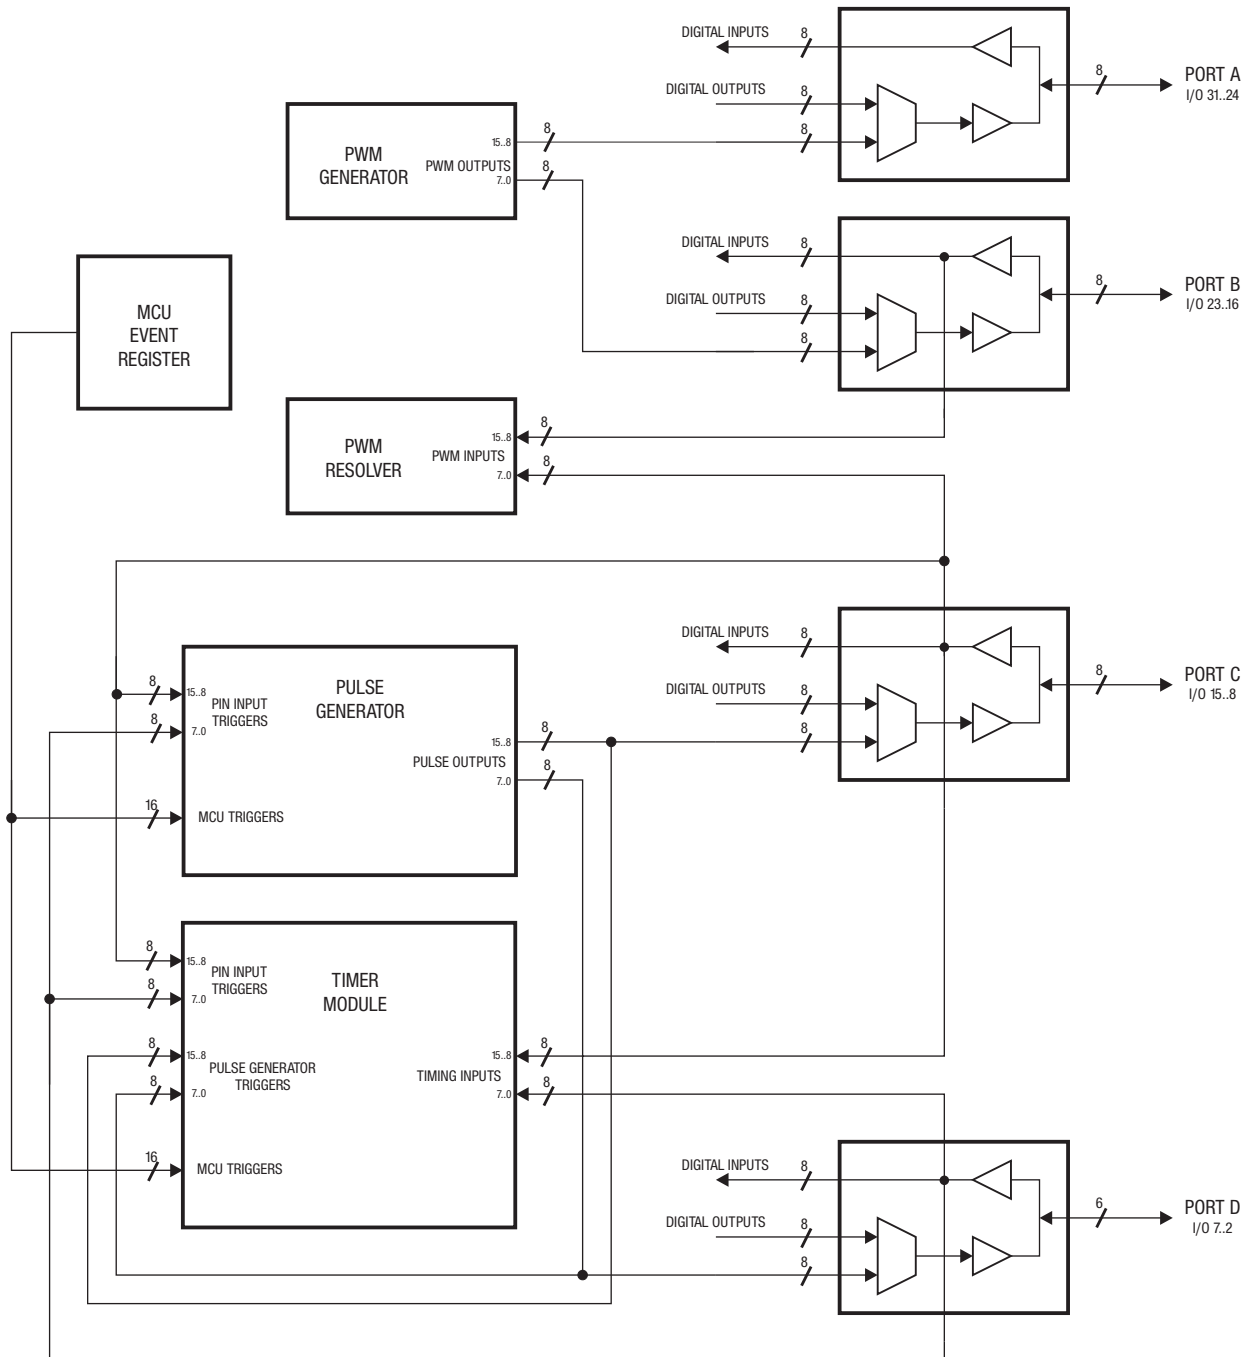 DIGITAL INPUTS
8
DIGITAL OUTPUTS
8
8
8
PORT A
I/O 31..24
PWM
GENERATOR
PWM OUTPUTS
15..8
7..0
8
8
DIGITAL INPUTS
8
DIGITAL OUTPUTS
8
8
8
PORT B
I/O 23..16
MCU
EVENT
REGISTER
PWM
RESOLVER
PWM INPUTS
15..8
7..0
8
8
DIGITAL INPUTS
8
DIGITAL OUTPUTS
8
8
8
PORT C
I/O 15..8
PULSE
GENERATOR
8
15..8
PIN INPUT
TRIGGERS
8
7..0
16
MCU TRIGGERS
15..8
PULSE OUTPUTS
7..0
8
8
TIMER
MODULE
8
15..8
PIN INPUT
TRIGGERS
8
7..0
8
15..8
PULSE GENERATOR
TRIGGERS
8
7..0
16
MCU TRIGGERS
15..8
TIMING INPUTS
7..0
8
8
DIGITAL INPUTS
8
DIGITAL OUTPUTS
8
8
6
PORT D
I/O 7..2